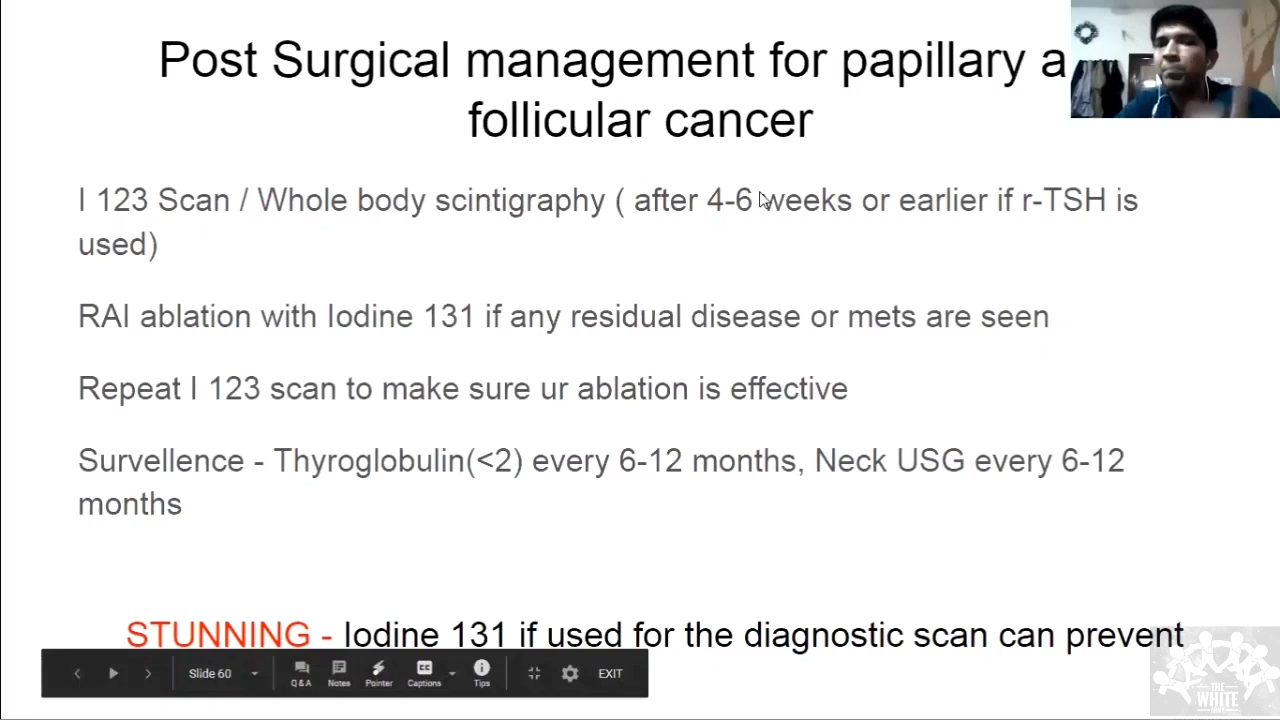 Post Surgical management for papillary a
follicular cancer
I 123 Scan / Whole body scintigraphy ( after 4-6 weeks or earlier if r-TSH is
used)
RAI ablation with Iodine 131 if any residual disease or mets are seen
Repeat I 123 scan to make sure ur ablation is effective
Survellence - Thyroglobulin(<2) every 6-12 months, Neck USG every 6-12
months
STUNNING - Iodine 131 if used for the diagnostic scan can prevent
Slide 60
Q&A Notes Pointer Captions Tips EXIT
THE
WHITE